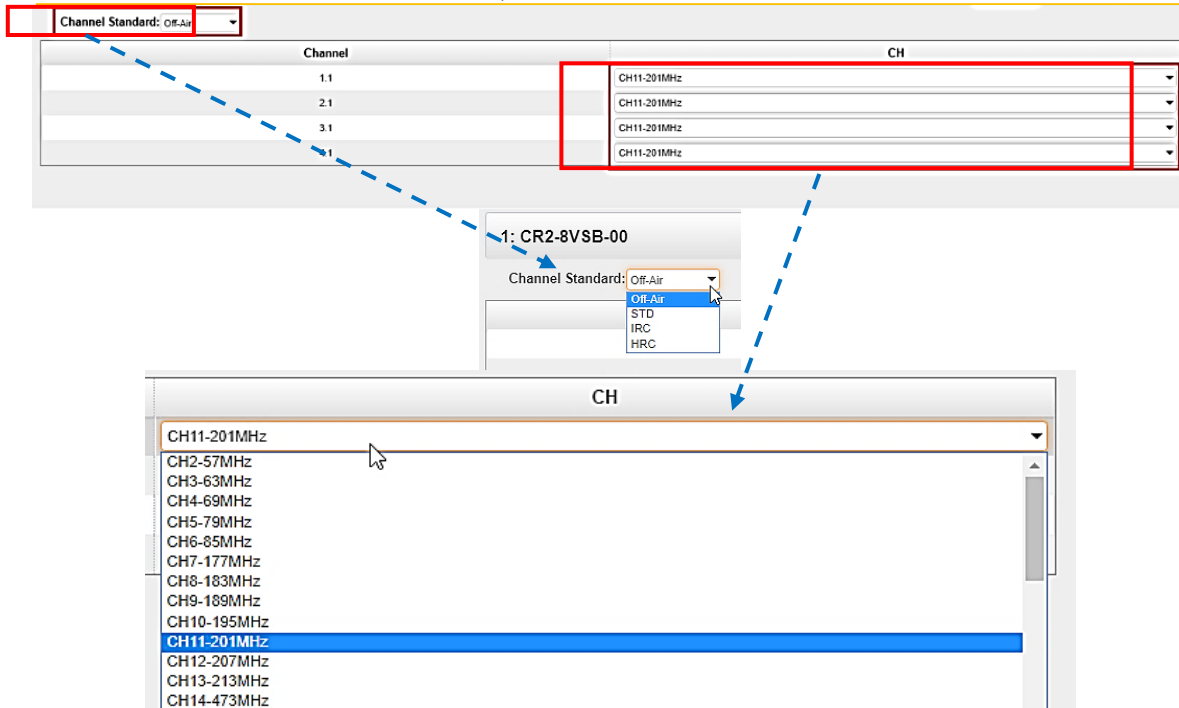 Channel Standard: Off-Air
Channel CH
1.1 CH11-201MHz
2.1 CH11-201MHz
3.1 CH11-201MHz
CH11-201MHz
1: CR2-8VSB-00
Channel Standard: Off-Air
Off-Air
STD
IRC
HRC
CH
CH11-201MHz
CH2-57MHz
CH3-63MHz
CH4-69MHz
CH5-79MHz
CH6-85MHz
CH7-177MHz
CH8-183MHz
CH9-189MHz
CH10-195MHz
CH11-201MHz
CH12-207MHz
CH13-213MHz
CH14-473MHz